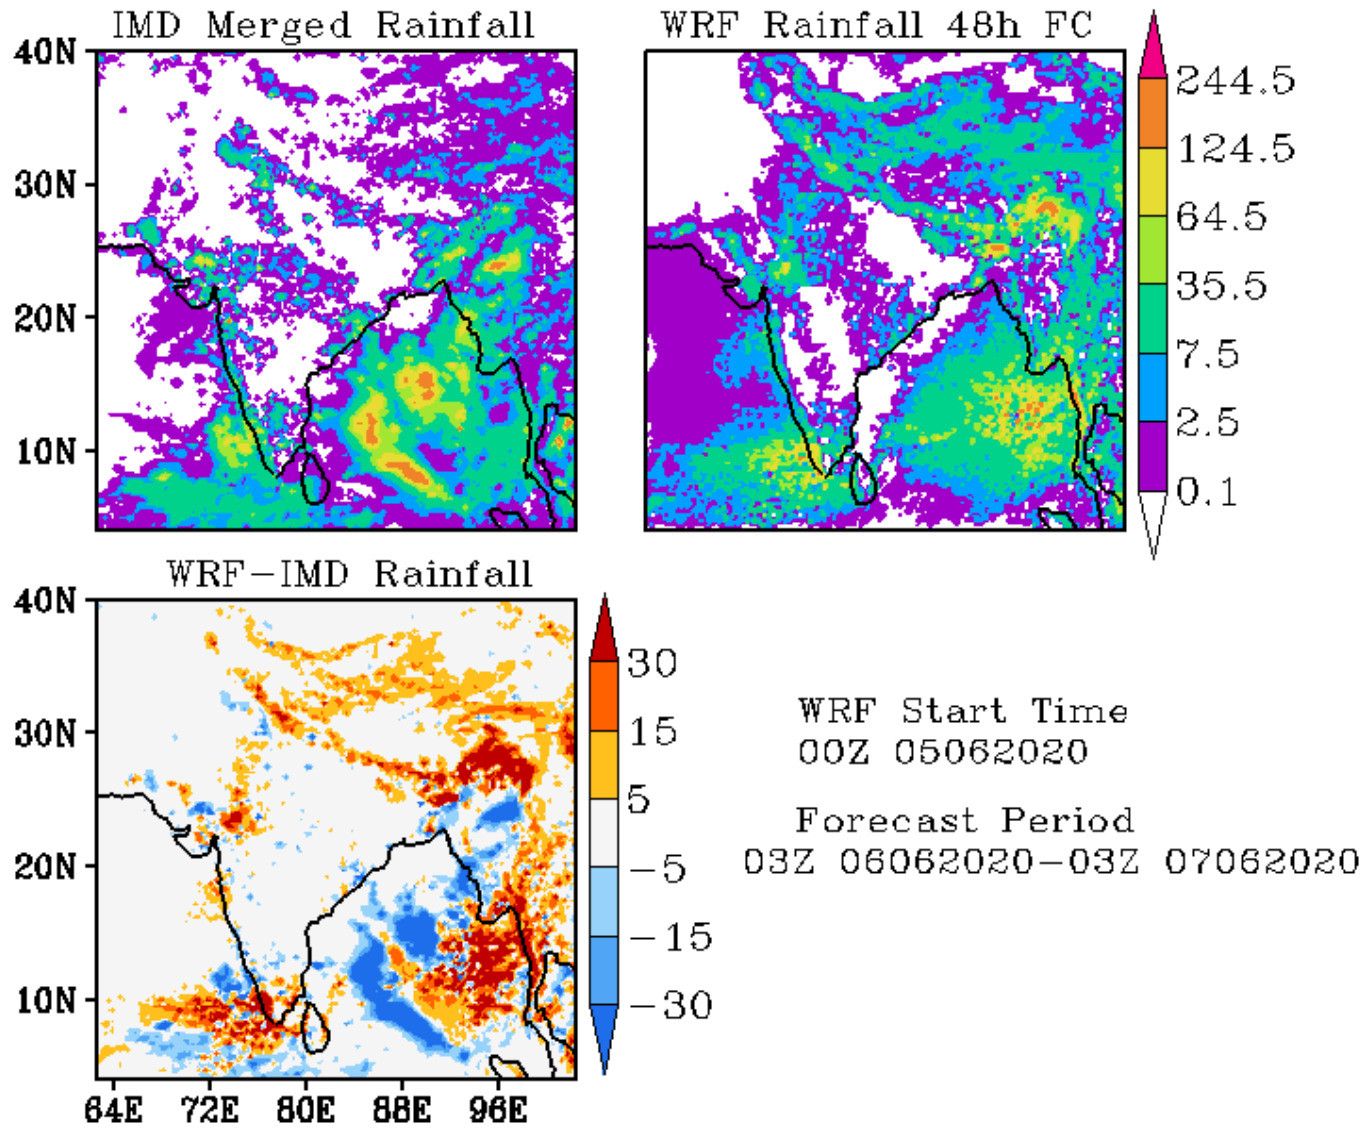 IMD Merged Rainfall
WRF Rainfall 48h FC
40N
30N
20N
10N
244.5
124.5
64.5
35.5
7.5
2.5
0.1
WRF-IMD Rainfall
40N
30N
20N
10N
64E 72E 80E 88E 96E
30
15
5
-5
-15
-30
WRF Start Time
00Z 05062020
Forecast Period
03Z 06062020-03Z 07062020